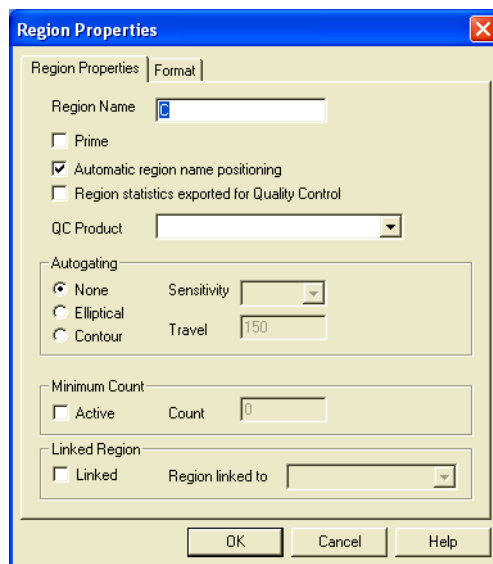 Region Properties
Region Properties Format
Region Name C
Prime
Automatic region name positioning
Region statistics exported for Quality Control
QC Product
Autogating
None Sensitivity
Elliptical
Contour Travel 150
Minimum Count
Active Count 0
Linked Region
Linked Region linked to
OK Cancel Help